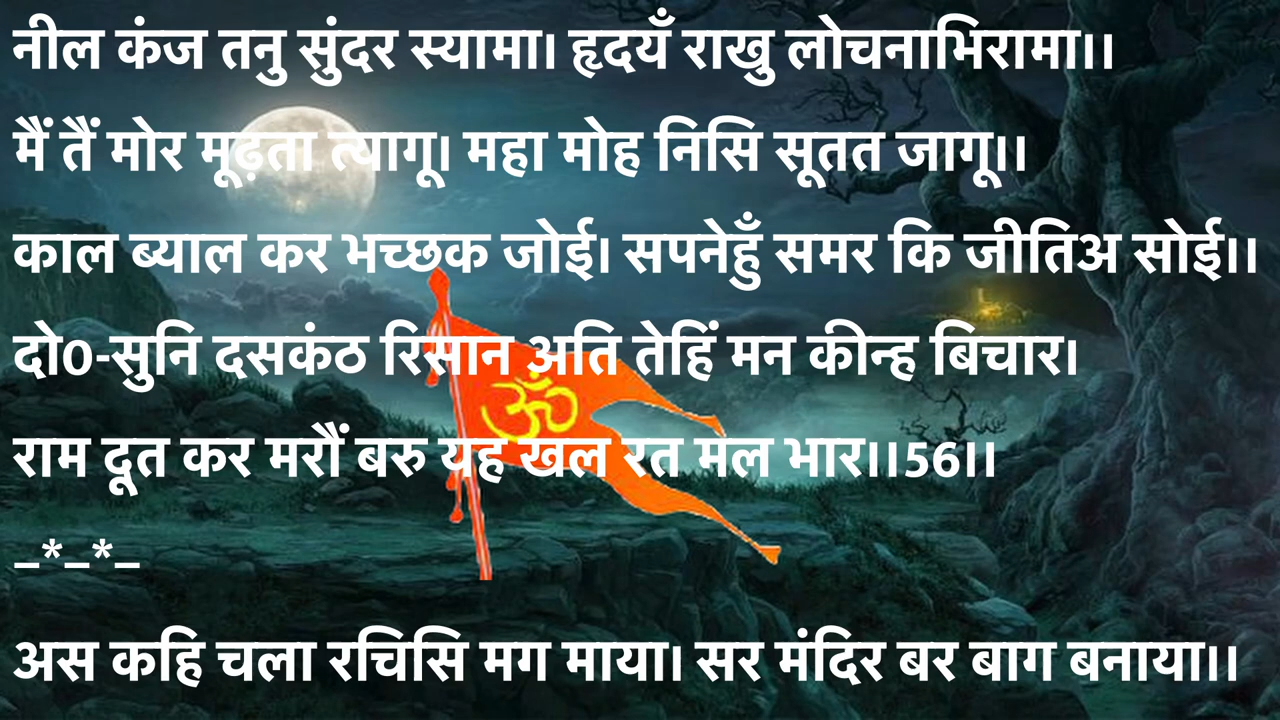 नील कंज तनु सुंदर स्यामा। हृदयँ राखु लोचनाभिरामा।।
मैं तैं मोर मूढ़ता त्यागू। महा मोह निसि सूतत जागू।।
काल ब्याल कर भच्छक जोई। सपनेहुँ समर कि जीतिअ सोई।।
दो0-सुनि दसकंठ रिसान अति तेहिं मन कीन्ह बिचार।
ॐ
राम दूत कर मरौं बरु यह खल रत मल भार।।56।।
_*_*_
अस कहि चला रचिसि मग माया। सर मंदिर बर बाग बनाया।।